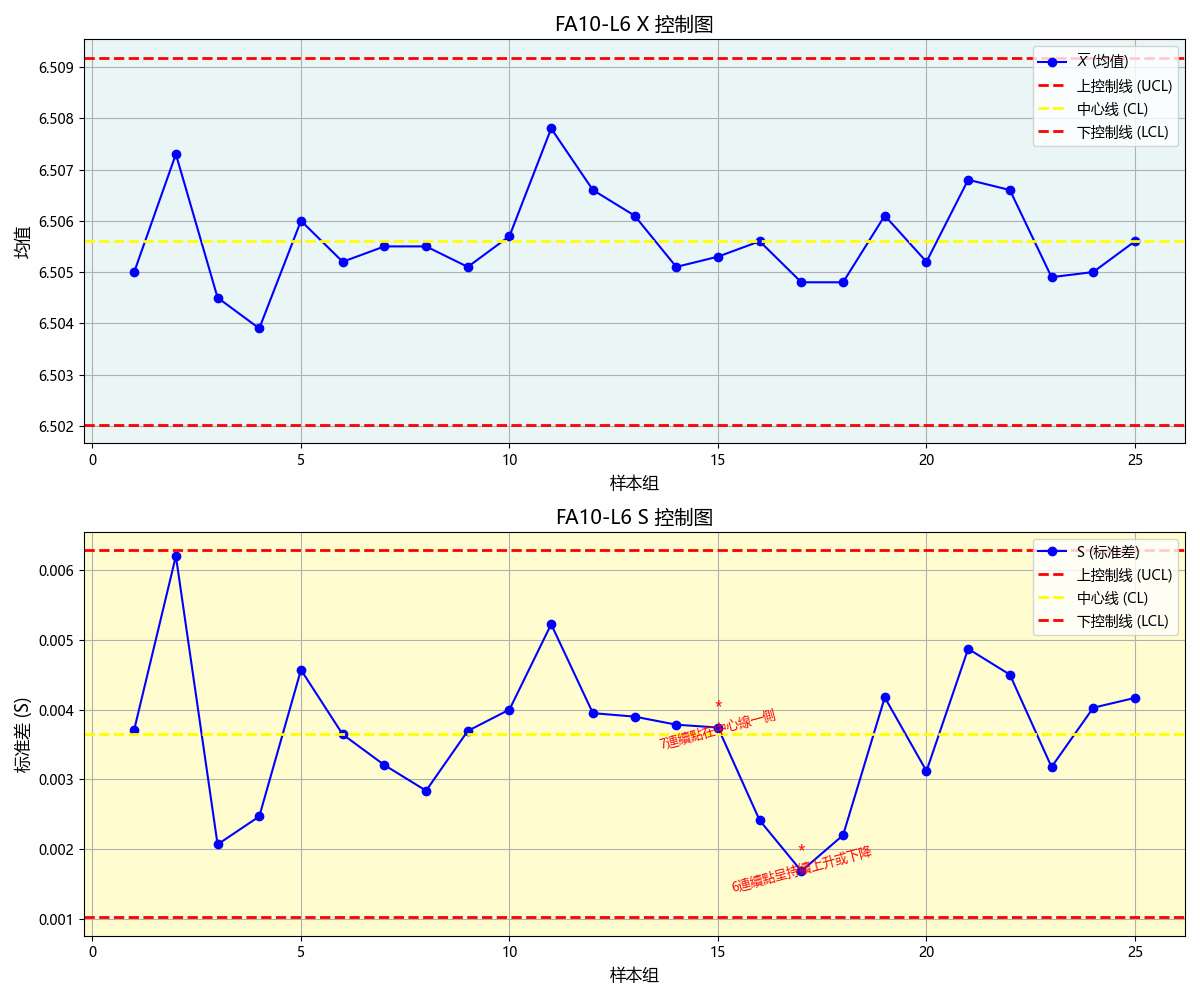 FA10-L6 X 控制图
6.509
6.508
6.507
6.506
6.505
6.504
6.503
6.502
均值
X (均值)
上控制线 (UCL)
中心线 (CL)
下控制线 (LCL)
0 5 10 15 20 25
样本组
FA10-L6 S 控制图
0.006
0.005
0.004
0.003
0.002
0.001
标准差 (S)
S (标准差)
上控制线 (UCL)
中心线 (CL)
下控制线 (LCL)
*
7連續點在中心線一側
*
6連續點呈持續上升或下降
0 5 10 15 20 25
样本组